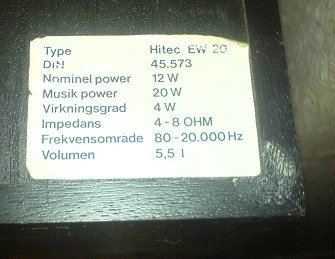 Type Hitec EW 20
DIN 45.573
Nominel power 12 W
Musik power 20 W
Virkningsgrad 4 W
Impedans 4-8 OHM
Frekvensomrade 80-20.000 Hz
Volumen 5,5 l